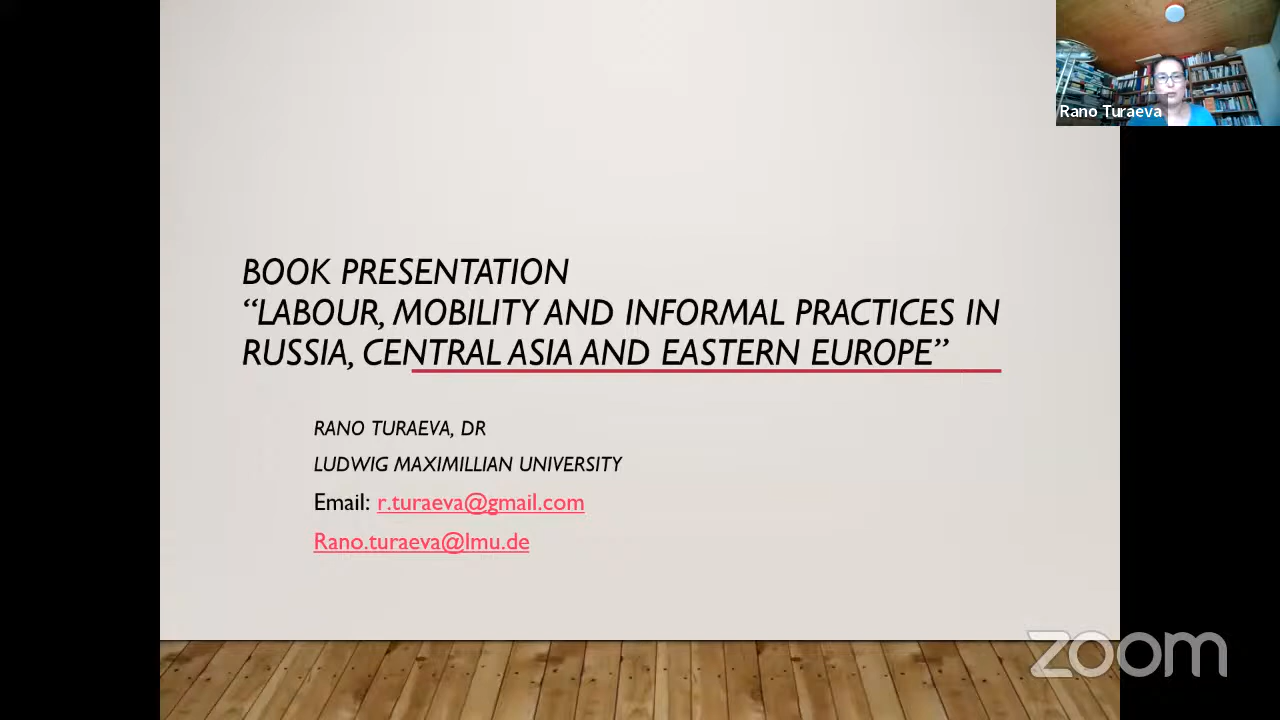 Rano Turaeva
BOOK PRESENTATION
“LABOUR, MOBILITY AND INFORMAL PRACTICES IN
RUSSIA, CENTRAL ASIA AND EASTERN EUROPE”
RANO TURAEVA, DR
LUDWIG MAXIMILLIAN UNIVERSITY
Email: r.turaeva@gmail.com
Rano.turaeva@lmu.de
zoom